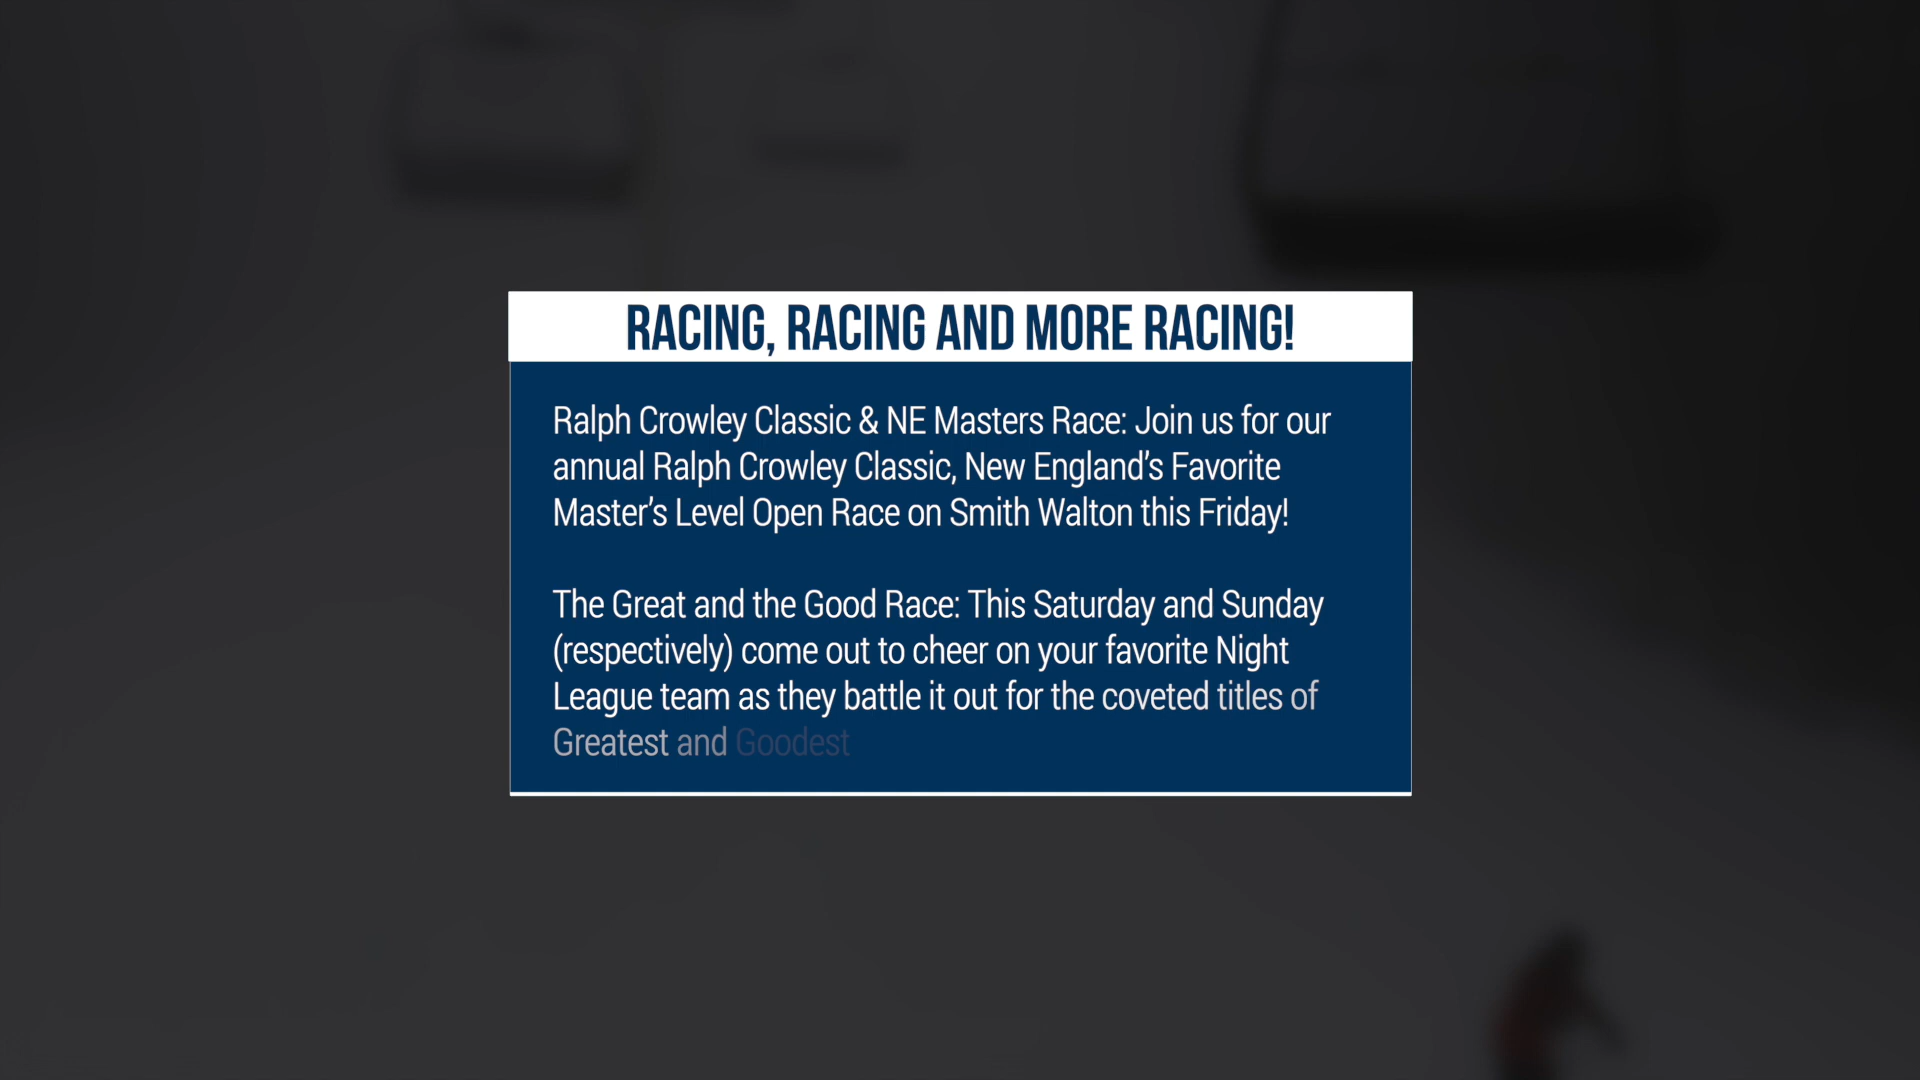 RACING, RACING AND MORE RACING!
Ralph Crowley Classic & NE Masters Race: Join us for our
annual Ralph Crowley Classic, New England's Favorite
Master's Level Open Race on Smith Walton this Friday!
The Great and the Good Race: This Saturday and Sunday
(respectively) come out to cheer on your favorite Night
League team as they battle it out for the coveted titles of
Greatest and Goodest